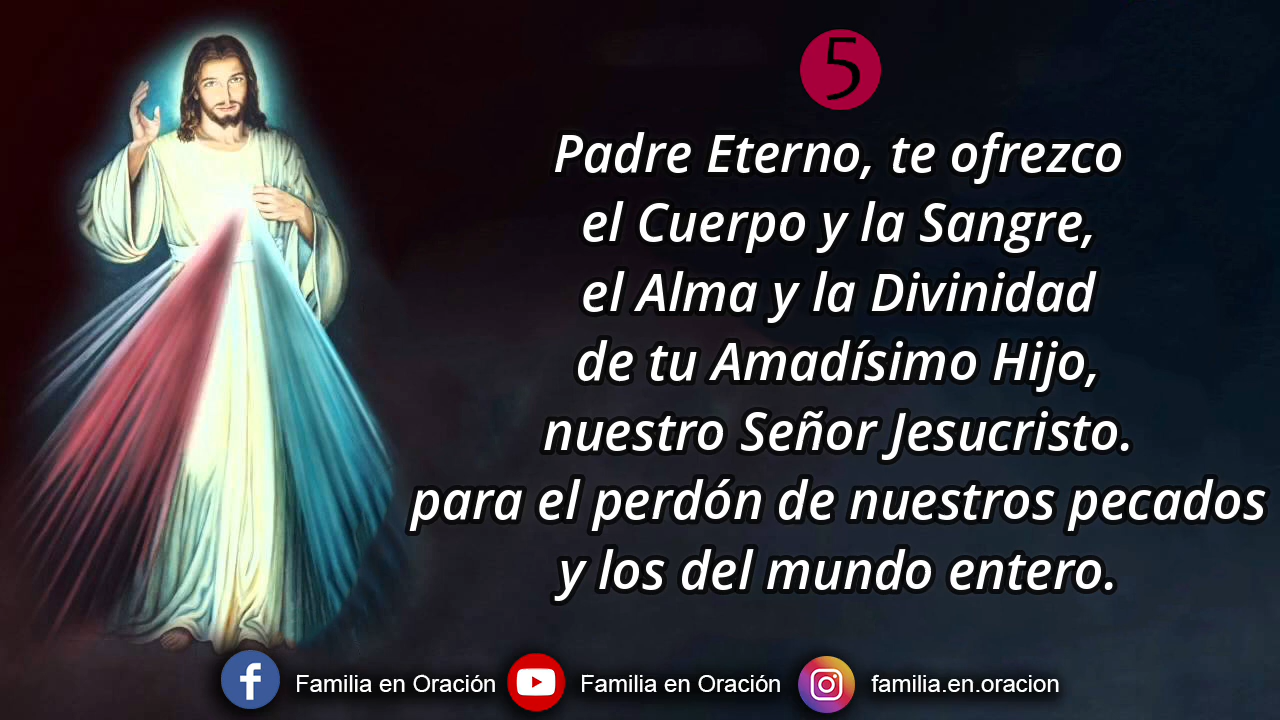 5
Padre Eterno, te ofrezco
el Cuerpo y la Sangre,
el Alma y la Divinidad
de tu Amadísimo Hijo,
nuestro Señor Jesucristo.
para el perdón de nuestros pecados
y los del mundo entero.
Familia en Oración Familia en Oración familia.en.oracion